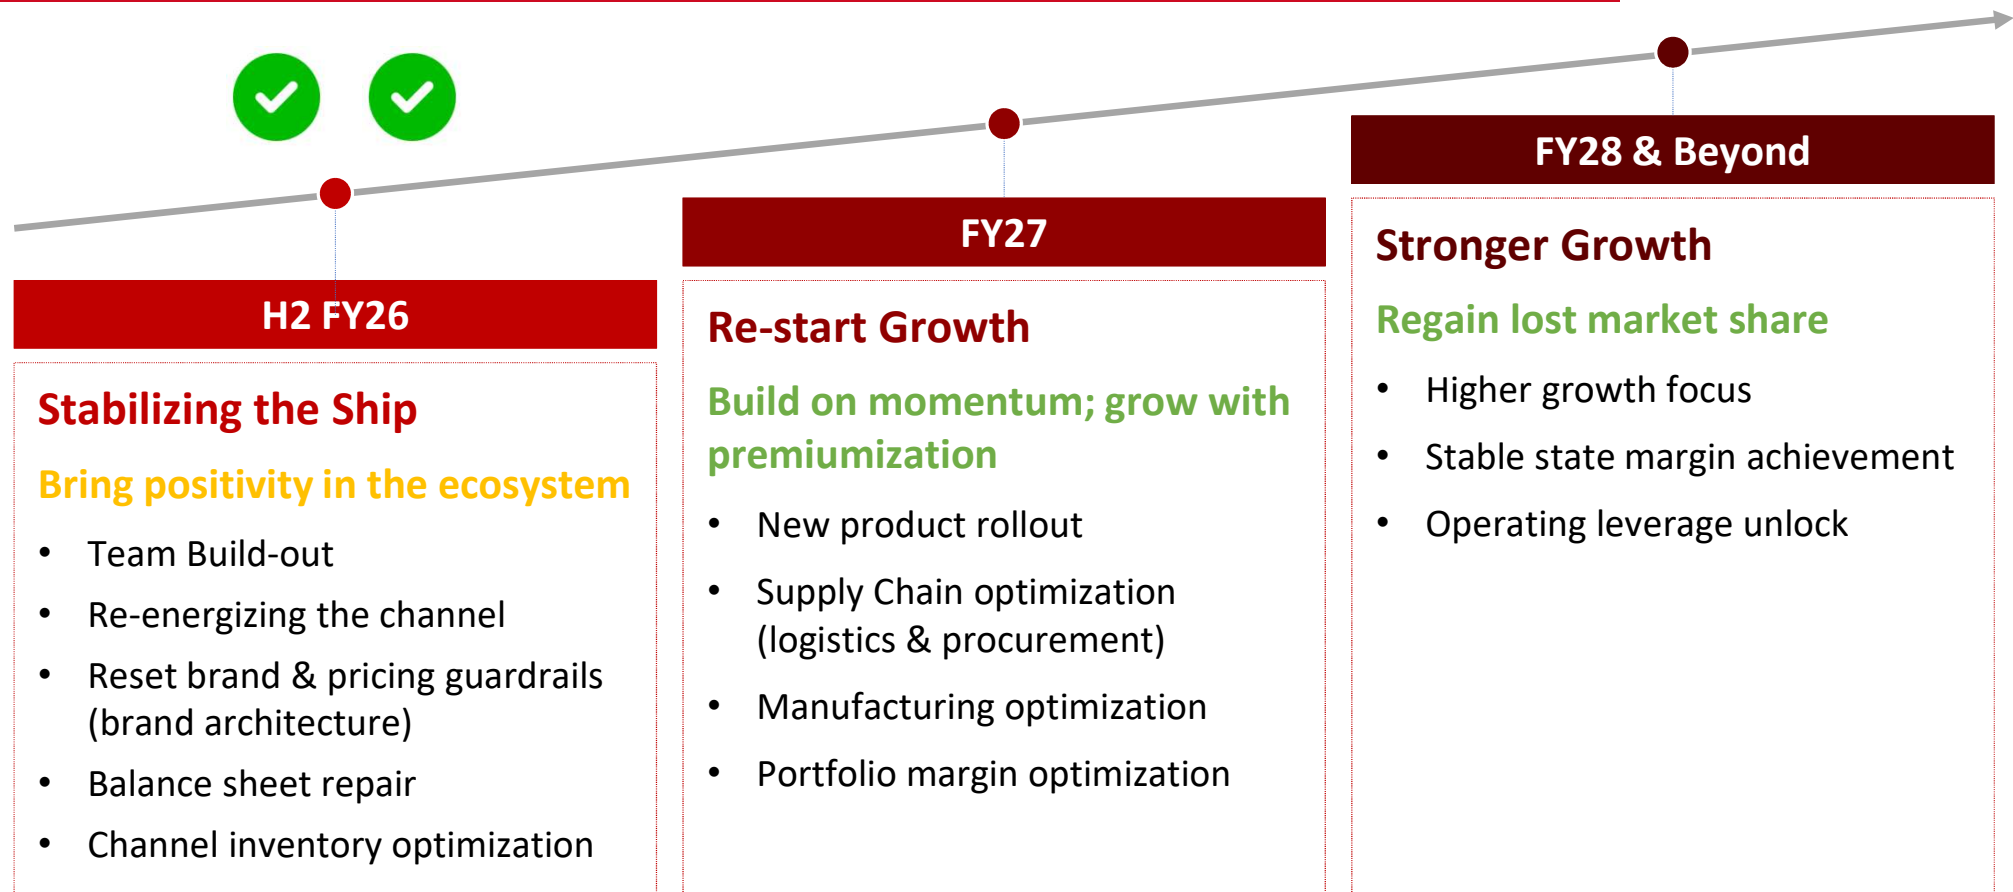 H2 FY26
Stabilizing the Ship
Bring positivity in the ecosystem
• Team Build-out
• Re-energizing the channel
• Reset brand & pricing guardrails
(brand architecture)
• Balance sheet repair
• Channel inventory optimization
FY27
Re-start Growth
Build on momentum; grow with
premiumization
• New product rollout
• Supply Chain optimization
(logistics & procurement)
• Manufacturing optimization
• Portfolio margin optimization
FY28 & Beyond
Stronger Growth
Regain lost market share
• Higher growth focus
• Stable state margin achievement
• Operating leverage unlock